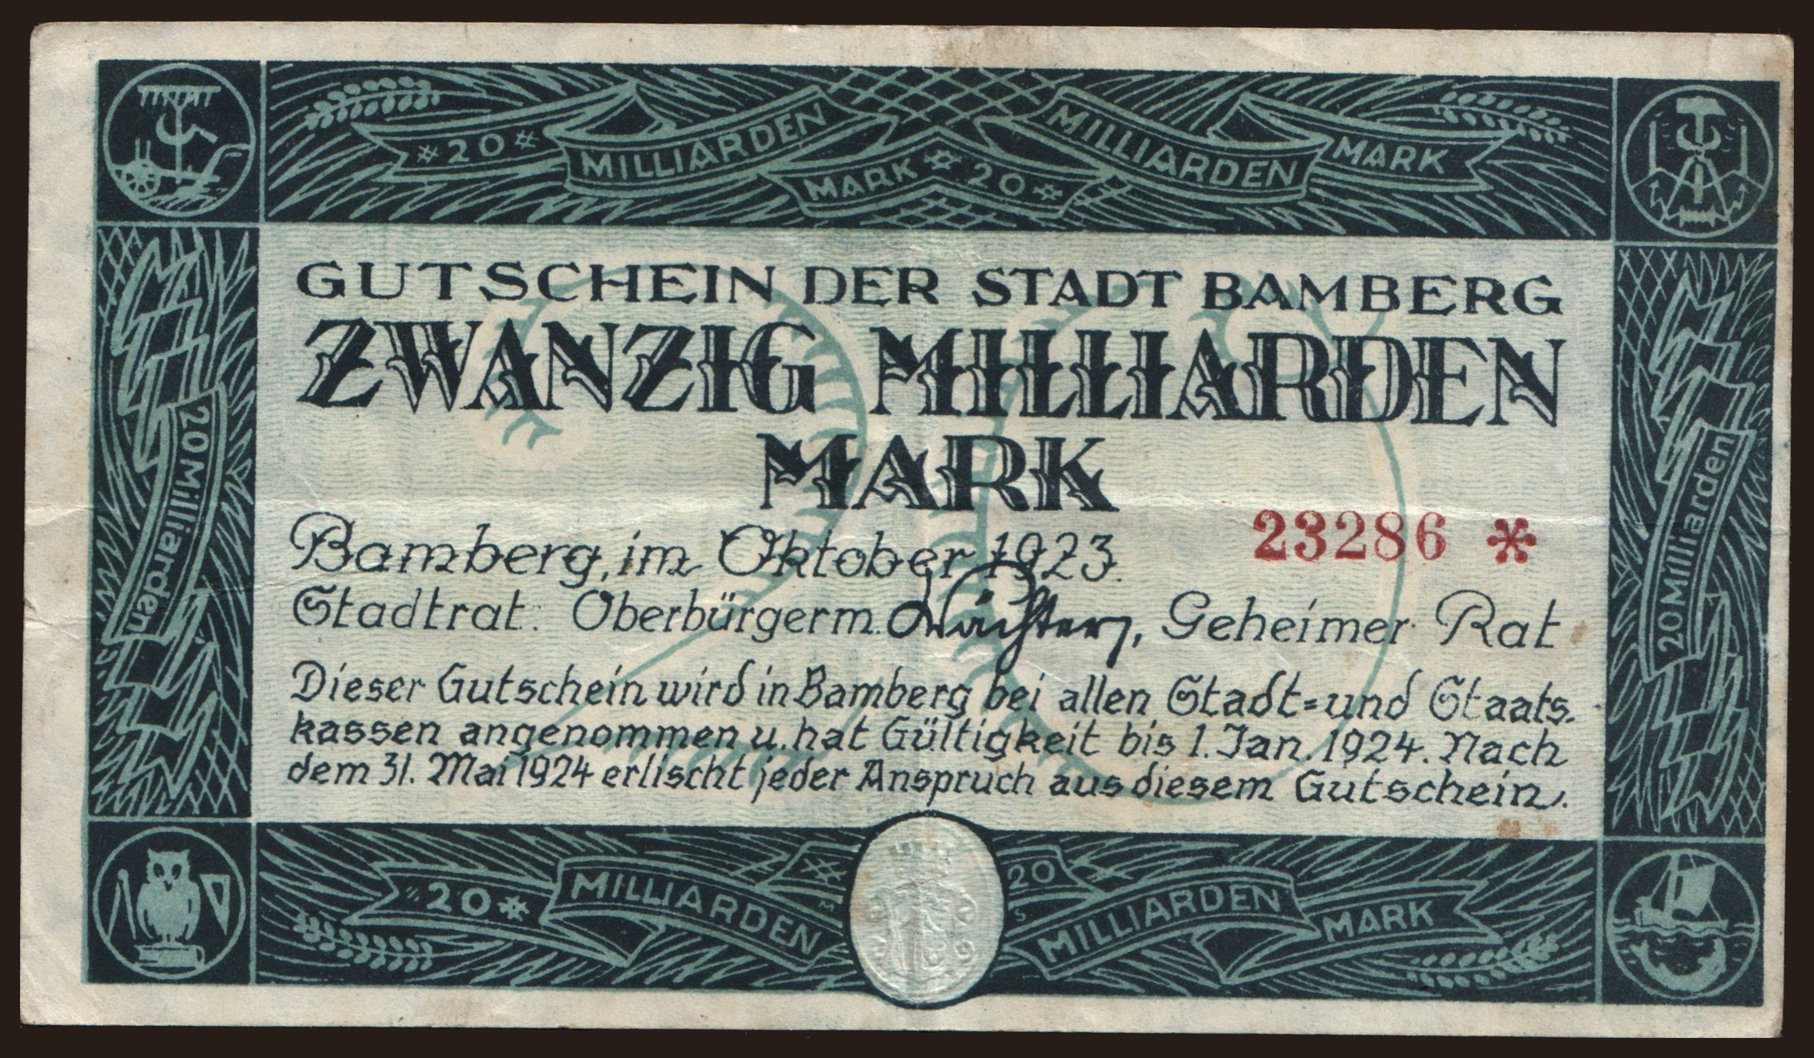 *20* MILLIARDEN MARK *20* MILLIARDEN MARK
GUTSCHEIN DER STADT BAMBERG
ZWANZIG MILLIARDEN
MARK
Bamberg, im Oktober 1923.
23286 *
Stadtrat: Oberbürgerm. Wächter, Geheimer Rat
Dieser Gutschein wird in Bamberg bei allen Stadt= und Staats=
kassen angenommen u. hat Gültigkeit bis 1. Jan. 1924. Nach
dem 31. Mai 1924 erlischt jeder Anspruch aus diesem Gutschein.
20 Milliarden
20 Milliarden
20* MILLIARDEN
20 MILLIARDEN MARK